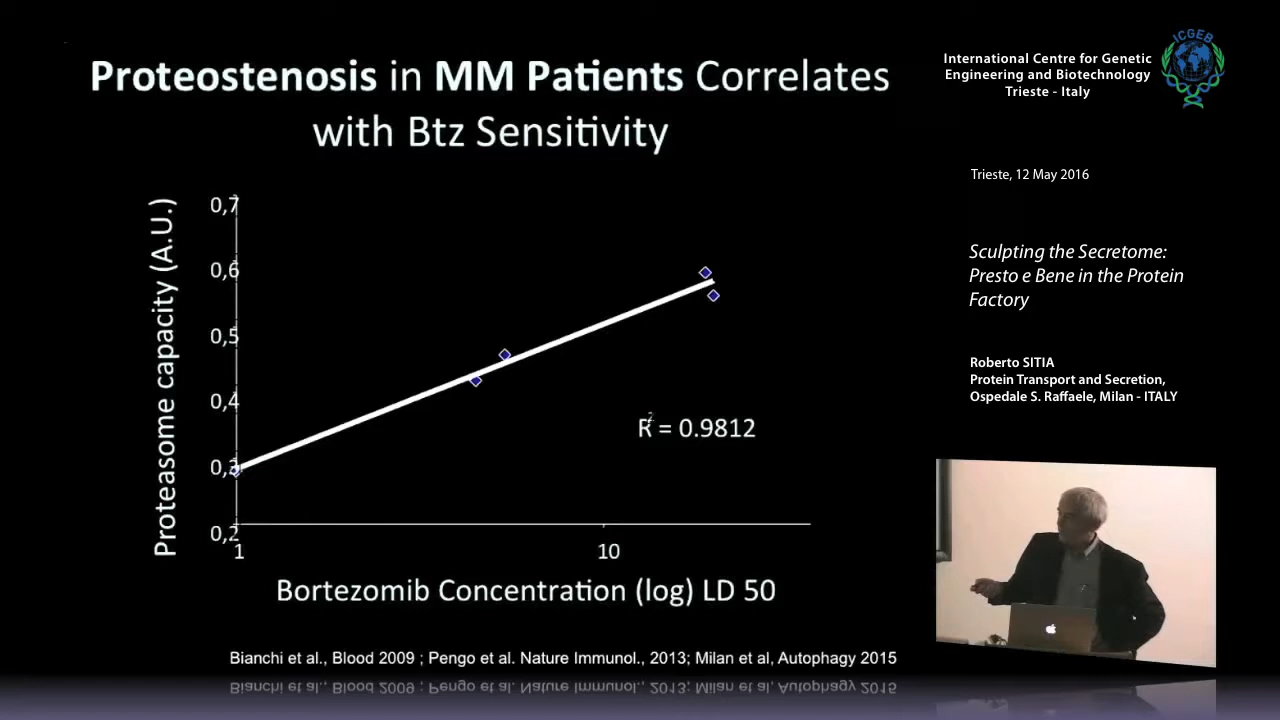 Proteostenosis in MM Patients Correlates
with Btz Sensitivity
Proteasome capacity (A.U.)
0,7
0,6
0,5
0,4
0,3
0,2
1
10
R² = 0.9812
Bortezomib Concentration (log) LD 50
Bianchi et al., Blood 2009 ; Pengo et al. Nature Immunol., 2013; Milan et al, Autophagy 2015
International Centre for Genetic
Engineering and Biotechnology
Trieste - Italy
ICGEB
Trieste, 12 May 2016
Sculpting the Secretome:
Presto e Bene in the Protein
Factory
Roberto SITIA
Protein Transport and Secretion,
Ospedale S. Raffaele, Milan - ITALY